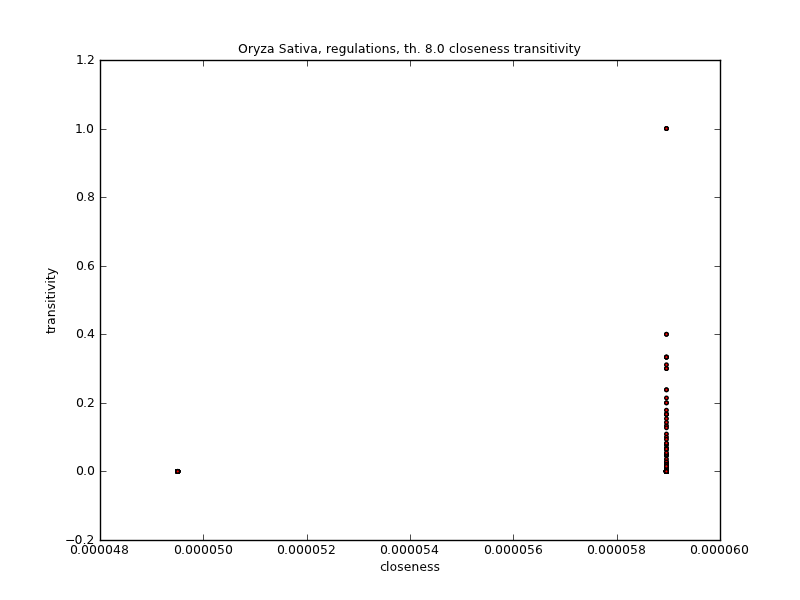 Oryza Sativa, regulations, th. 8.0 closeness transitivity
1.2
1.0
0.8
0.6
0.4
0.2
0.0
−0.2
transitivity
0.000048 0.000050 0.000052 0.000054 0.000056 0.000058 0.000060
closeness